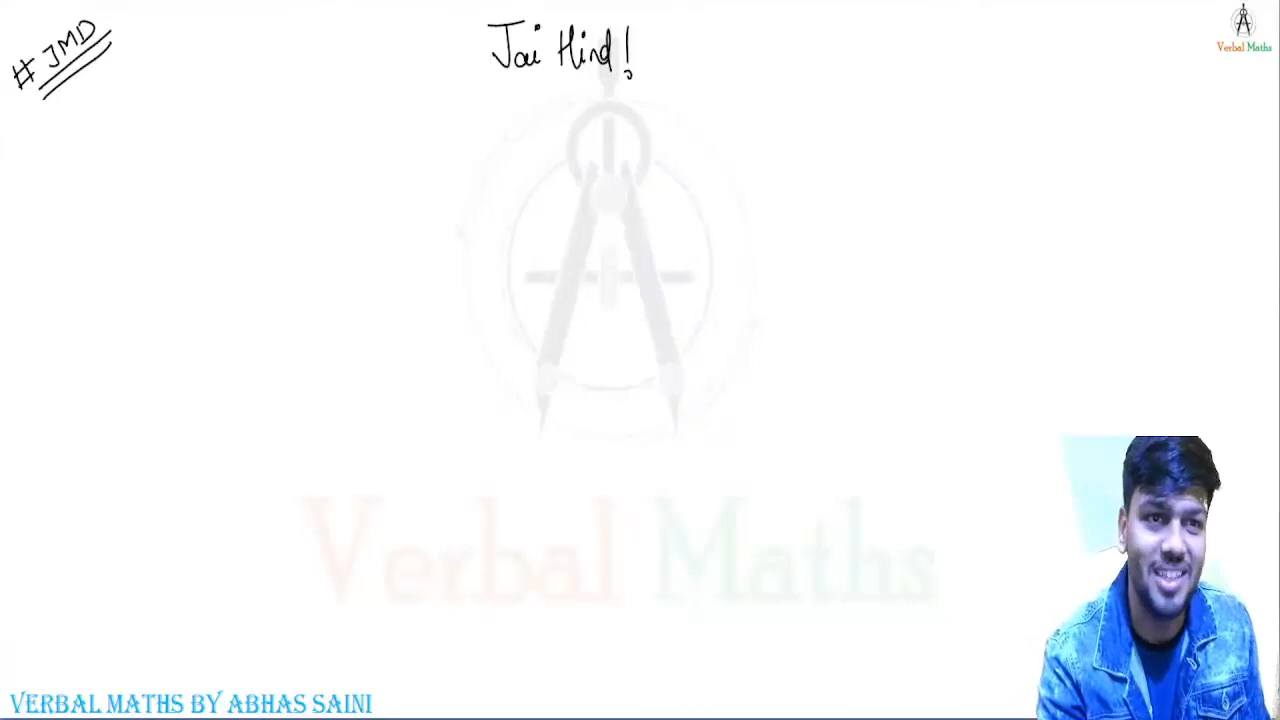 #JMD
Jai Hind!
Verbal Maths
Verbal Maths
VERBAL MATHS BY ABHAS SAINI